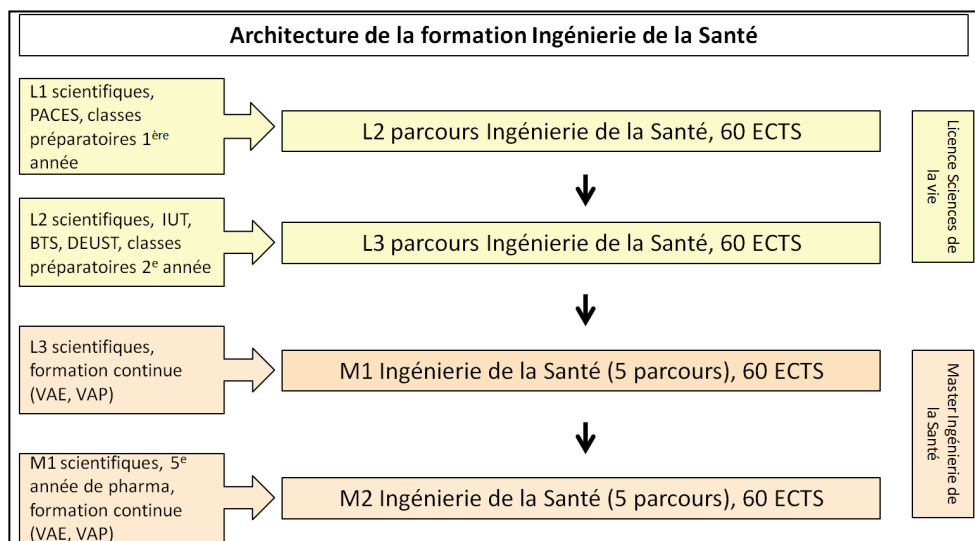 Architecture de la formation Ingénierie de la Santé
L1 scientifiques,
PACES, classes
préparatoires 1ère
année
L2 parcours Ingénierie de la Santé, 60 ECTS
L2 scientifiques, IUT,
BTS, DEUST, classes
préparatoires 2e année
L3 parcours Ingénierie de la Santé, 60 ECTS
Licence Sciences de
la vie
L3 scientifiques,
formation continue
(VAE, VAP)
M1 Ingénierie de la Santé (5 parcours), 60 ECTS
M1 scientifiques, 5e
année de pharma,
formation continue
(VAE, VAP)
M2 Ingénierie de la Santé (5 parcours), 60 ECTS
Master Ingénierie de
la Santé